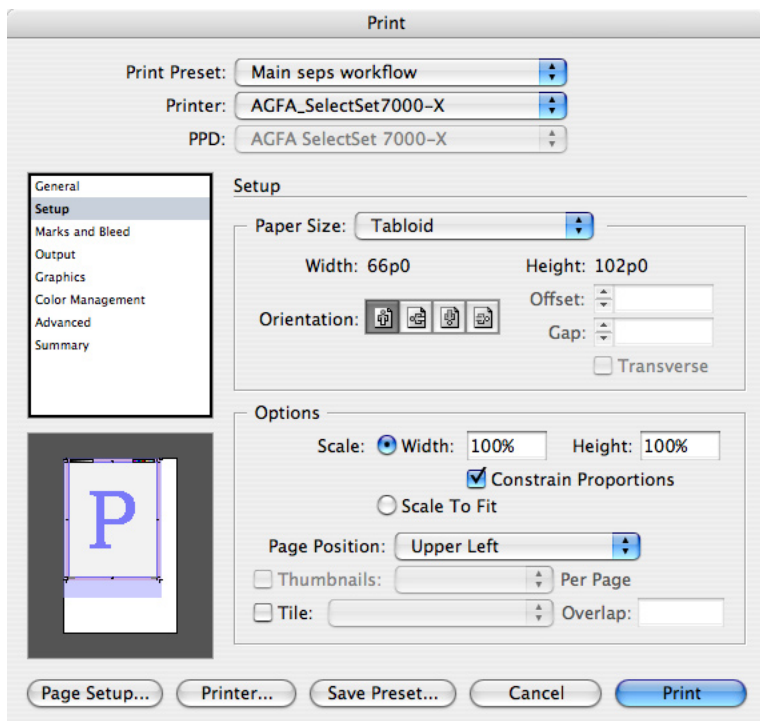 Print
Print Preset: Main seps workflow
Printer: AGFA_SelectSet7000-X
PPD: AGFA SelectSet 7000-X
General
Setup
Marks and Bleed
Output
Graphics
Color Management
Advanced
Summary
Setup
Paper Size: Tabloid
Width: 66p0 Height: 102p0
Orientation:
Offset:
Gap:
Transverse
Options
Scale: Width: 100% Height: 100%
Constrain Proportions
Scale To Fit
Page Position: Upper Left
Thumbnails: Per Page
Tile: Overlap:
P
Page Setup... Printer... Save Preset... Cancel Print